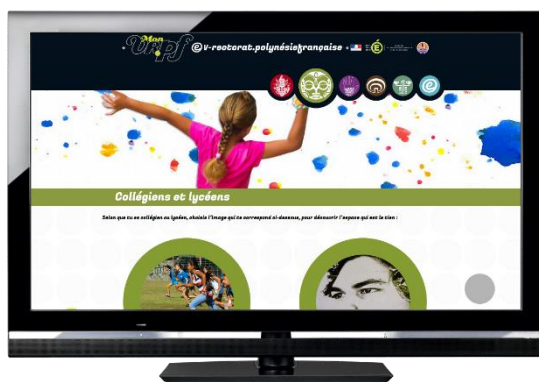 Mon
VRpf
@v-rectorat.polynésiefrançaise
Collégiens et lycéens
Selon que tu es collégien ou lycéen, choisis l'image qui te correspond ci-dessous, pour découvrir l'espace qui est le tien :